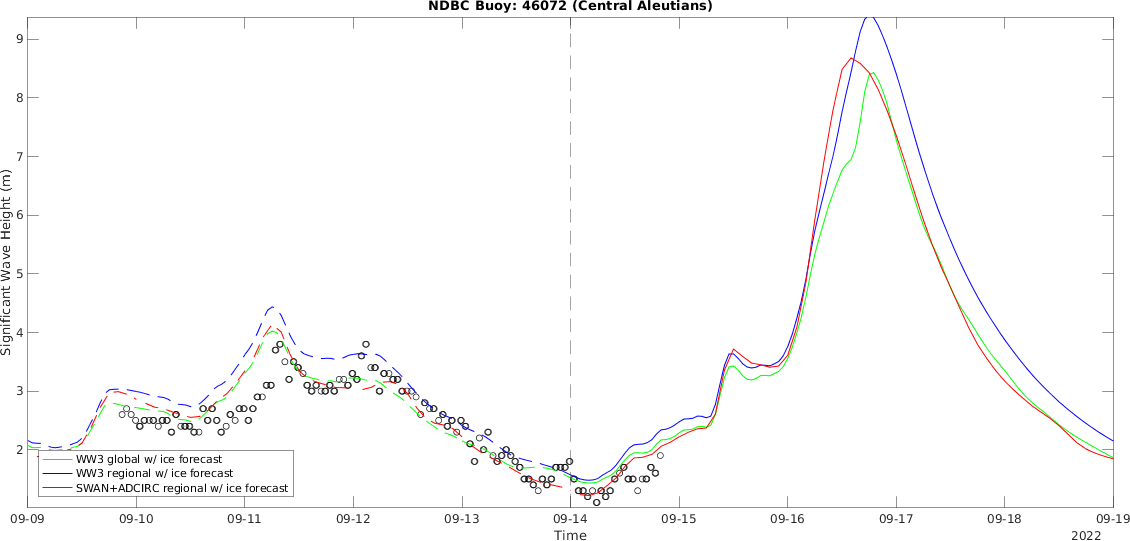 NDBC Buoy: 46072 (Central Aleutians)
9
8
7
6
5
4
3
2
Significant Wave Height (m)
WW3 global w/ ice forecast
WW3 regional w/ ice forecast
SWAN+ADCIRC regional w/ ice forecast
09-09 09-10 09-11 09-12 09-13 09-14 09-15 09-16 09-17 09-18 09-19
Time
2022